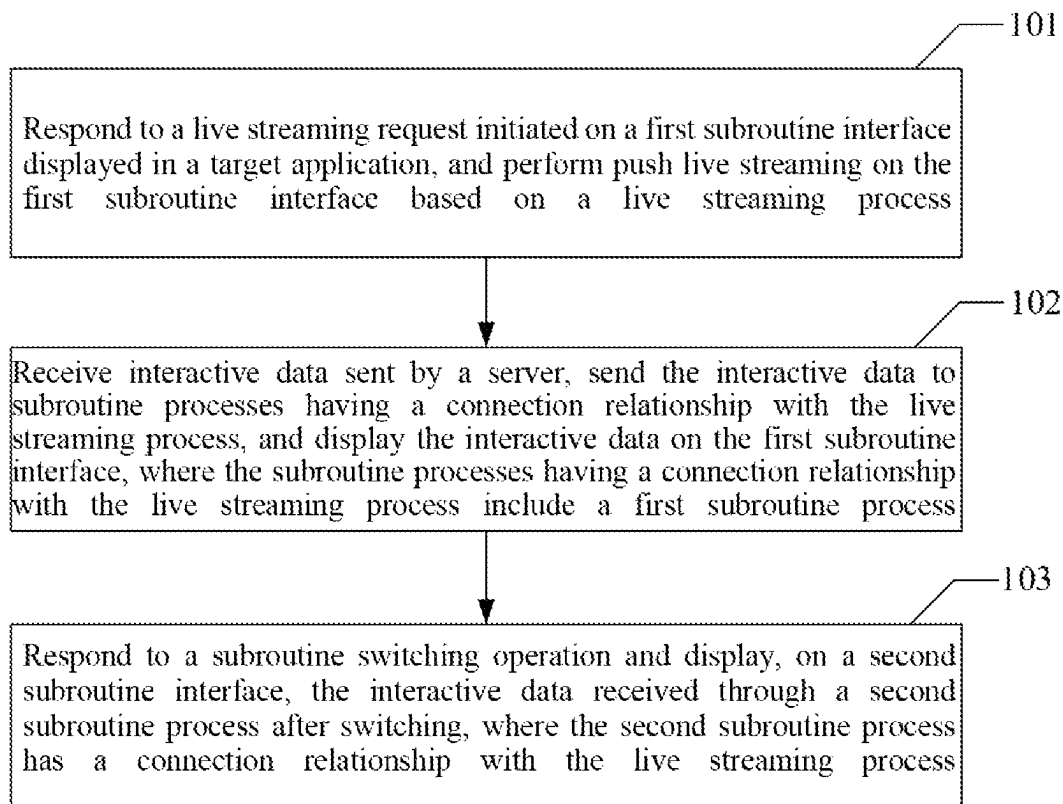 101
Respond to a live streaming request initiated on a first subroutine interface
displayed in a target application, and perform push live streaming on the
first subroutine interface based on a live streaming process
102
Receive interactive data sent by a server, send the interactive data to
subroutine processes having a connection relationship with the live
streaming process, and display the interactive data on the first subroutine
interface, where the subroutine processes having a connection relationship
with the live streaming process include a first subroutine process
103
Respond to a subroutine switching operation and display, on a second
subroutine interface, the interactive data received through a second
subroutine process after switching, where the second subroutine process
has a connection relationship with the live streaming process